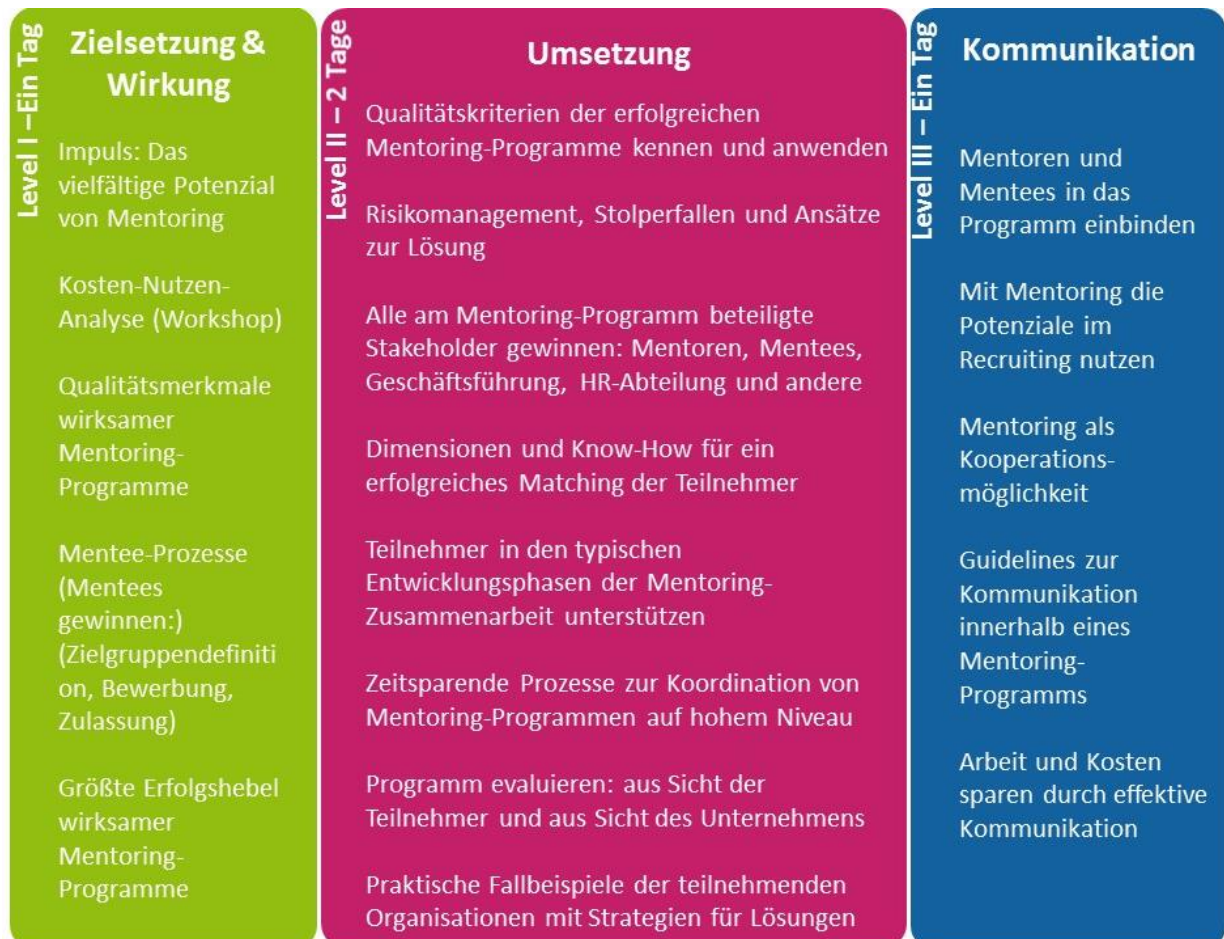 Level I –Ein Tag
Zielsetzung &
Wirkung
Impuls: Das
vielfältige Potenzial
von Mentoring
Kosten-Nutzen-
Analyse (Workshop)
Qualitätsmerkmale
wirksamer
Mentoring-
Programme
Mentee-Prozesse
(Mentees
gewinnen:)
(Zielgruppendefiniti
on, Bewerbung,
Zulassung)
Größte Erfolgshebel
wirksamer
Mentoring-
Programme
Level II – 2 Tage
Umsetzung
Qualitätskriterien der erfolgreichen
Mentoring-Programme kennen und anwenden
Risikomanagement, Stolperfallen und Ansätze
zur Lösung
Alle am Mentoring-Programm beteiligte
Stakeholder gewinnen: Mentoren, Mentees,
Geschäftsführung, HR-Abteilung und andere
Dimensionen und Know-How für ein
erfolgreiches Matching der Teilnehmer
Teilnehmer in den typischen
Entwicklungsphasen der Mentoring-
Zusammenarbeit unterstützen
Zeitsparende Prozesse zur Koordination von
Mentoring-Programmen auf hohem Niveau
Programm evaluieren: aus Sicht der
Teilnehmer und aus Sicht des Unternehmens
Praktische Fallbeispiele der teilnehmenden
Organisationen mit Strategien für Lösungen
Level III – Ein Tag
Kommunikation
Mentoren und
Mentees in das
Programm einbinden
Mit Mentoring die
Potenziale im
Recruiting nutzen
Mentoring als
Kooperations-
möglichkeit
Guidelines zur
Kommunikation
innerhalb eines
Mentoring-
Programms
Arbeit und Kosten
sparen durch effektive
Kommunikation